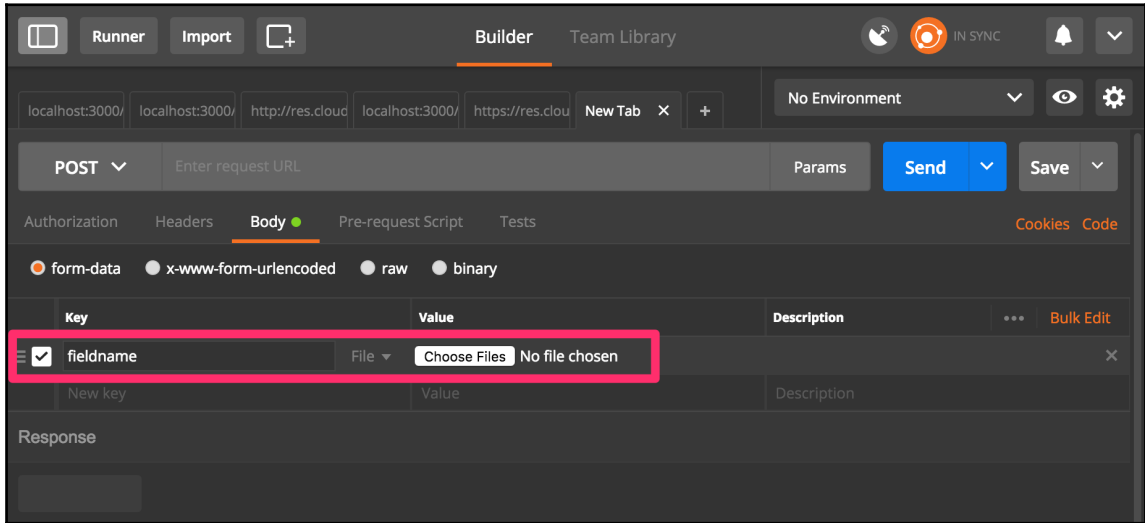 Runner Import Builder Team Library IN SYNC
localhost:3000/ localhost:3000/ http://res.cloud localhost:3000/ https://res.clou New Tab X + No Environment
POST Enter request URL Params Send Save
Authorization Headers Body Pre-request Script Tests Cookies Code
form-data x-www-form-urlencoded raw binary
Key Value Description ••• Bulk Edit
fieldname File Choose Files No file chosen
New key Value Description
Response